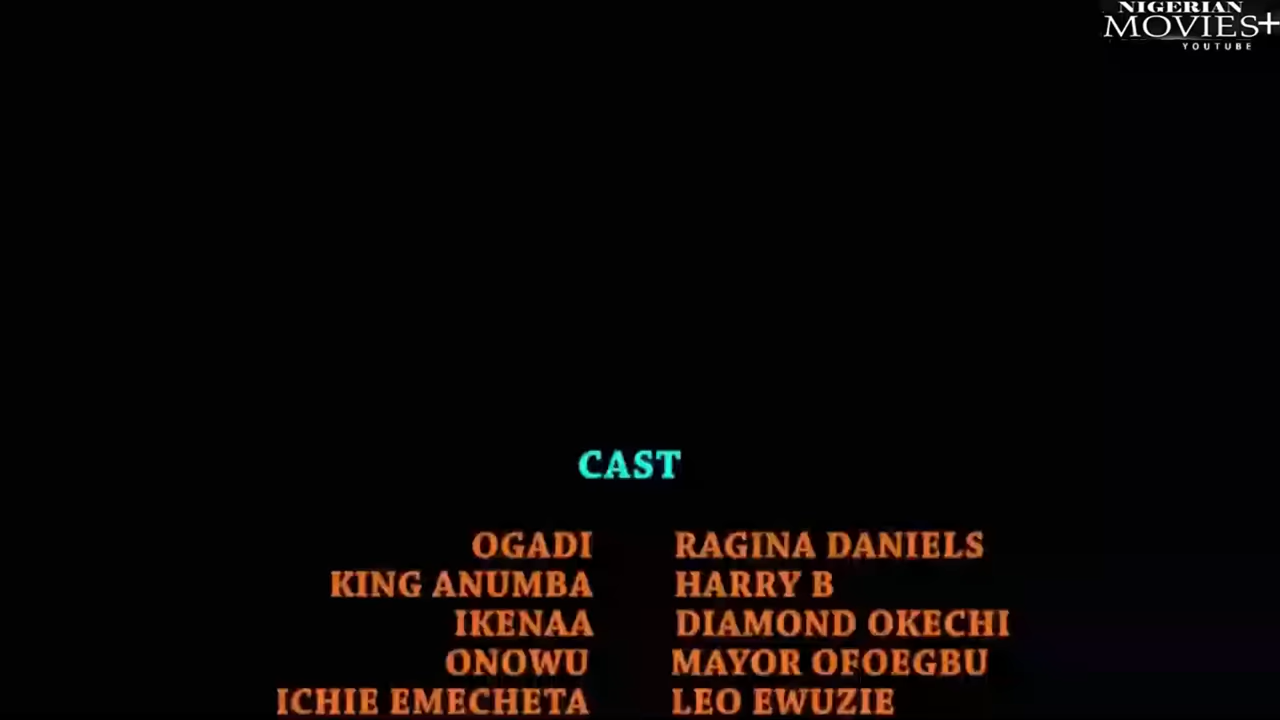 NIGERIAN
MOVIES+
YOUTUBE
CAST
OGADI RAGINA DANIELS
KING ANUMBA HARRY B
IKENAA DIAMOND OKECHI
ONOWU MAYOR OFOEGBU
ICHIE EMECHETA LEO EWUZIE